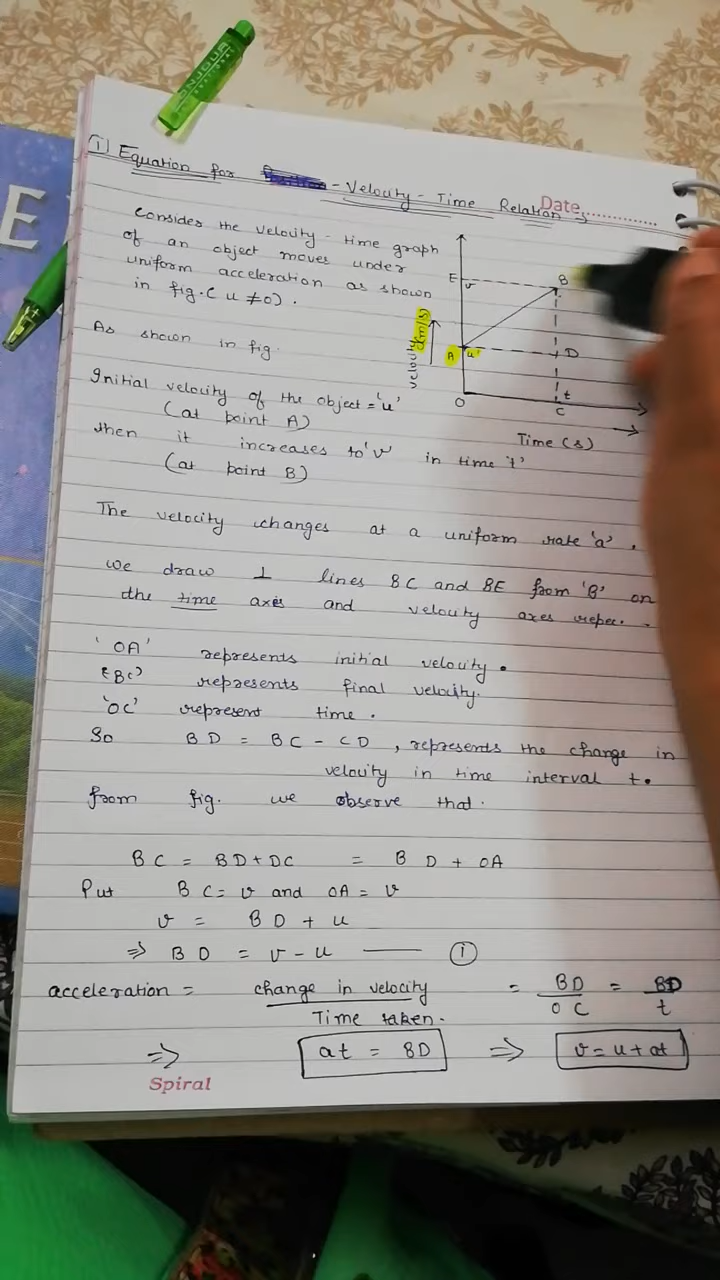 i) Equation for - Velocity - Time Relation
Date..............
Consider the velocity - time graph
of an object moves under
uniform acceleration as shown
in fig. (u ≠ 0).
As shown in fig.
Initial velocity of the object = 'u'
(at point A)
then it increases to 'v' in time 't'
(at point B)
E
v
B
velocity (m/s)
A
u
D
O
t
C
Time (s)
The velocity changes at a uniform rate 'a'.
we draw ⊥ lines BC and BE from 'B' on
the time axis and velocity axes repec..
'OA' represents initial velocity.
'BC' represents final velocity.
'OC' represent time.
So BD = BC - CD, represents the change in
velocity in time interval t.
from fig. we observe that.
BC = BD + DC = BD + OA
Put BC = v and OA = v
v = BD + u
⇒ BD = v - u —— ①
acceleration = change in velocity / Time taken. = BD / OC = BD / t
⇒ at = BD ⇒ v = u + at
Spiral